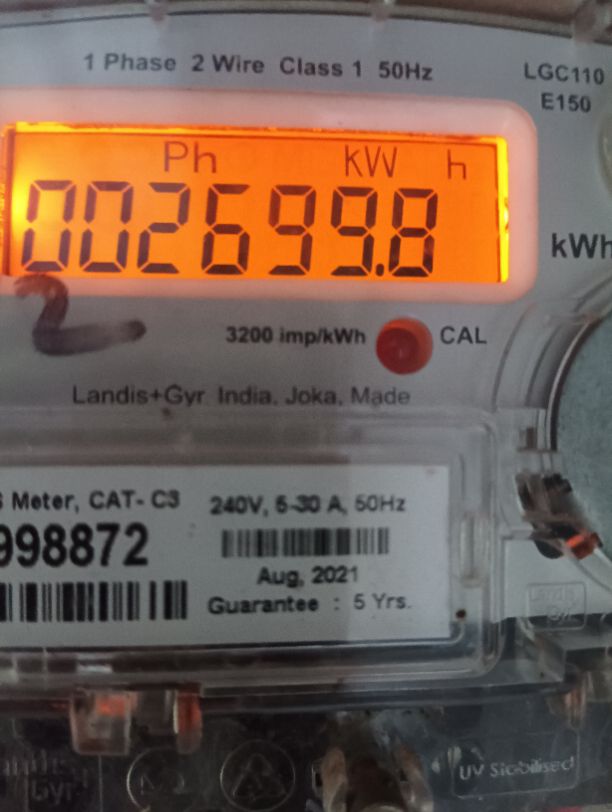 1 Phase 2 Wire Class 1 50Hz
LGC110
E150
Ph kW h
002699.8
kWh
2
3200 imp/kWh CAL
Landis+Gyr India, Joka, Made
Meter, CAT- C3
998872
240V, 5-30 A, 50Hz
Aug, 2021
Guarantee : 5 Yrs.
Gyr
UV Stabilised